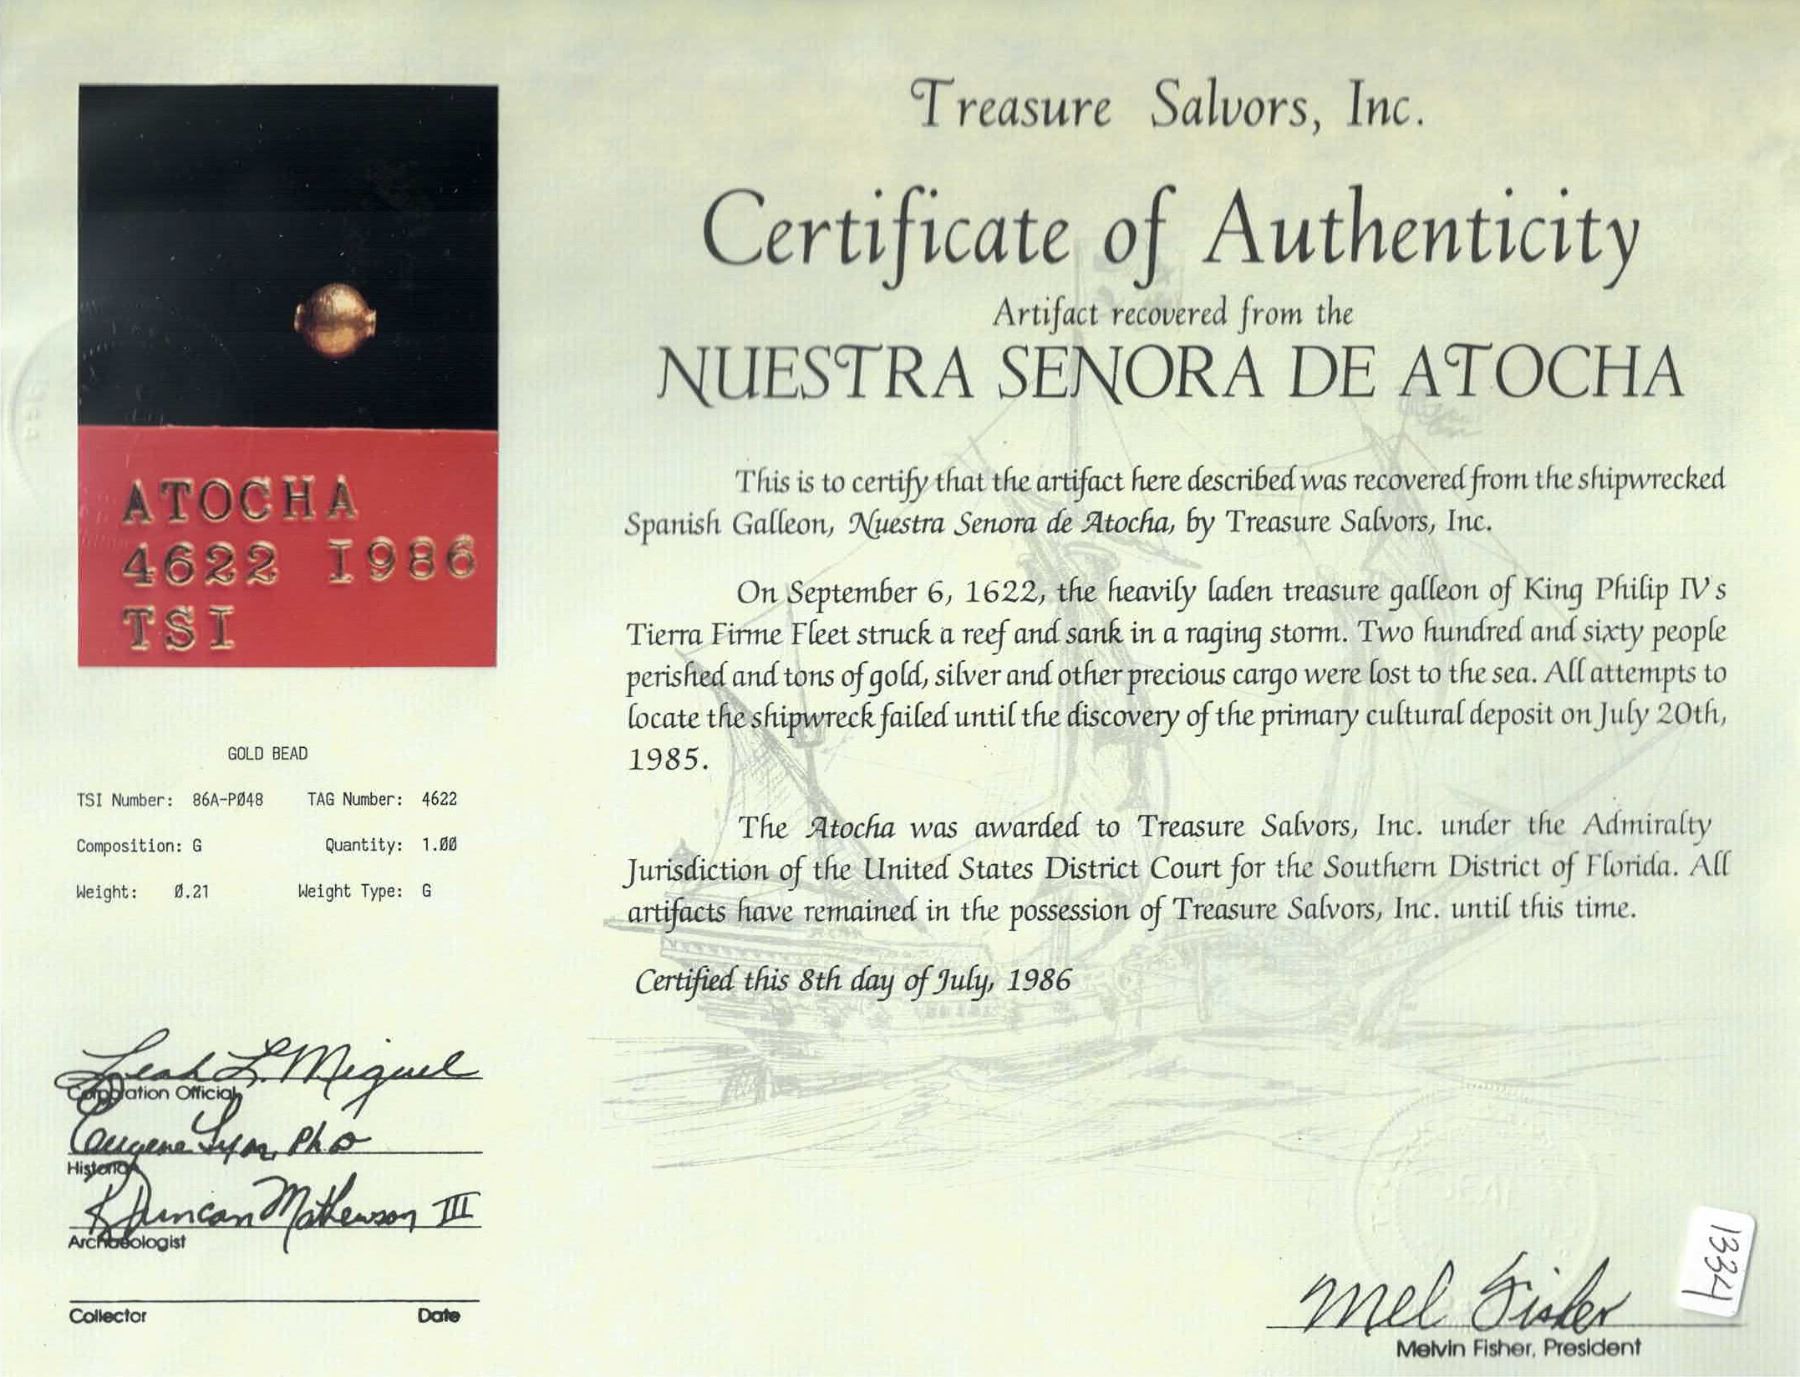 Treasure Salvors, Inc.
Certificate of Authenticity
Artifact recovered from the
NUESTRA SENORA DE ATOCHA
This is to certify that the artifact here described was recovered from the shipwrecked
Spanish Galleon, Nuestra Senora de Atocha, by Treasure Salvors, Inc.
On September 6, 1622, the heavily laden treasure galleon of King Philip IV's
Tierra Firme Fleet struck a reef and sank in a raging storm. Two hundred and sixty people
perished and tons of gold, silver and other precious cargo were lost to the sea. All attempts to
locate the shipwreck failed until the discovery of the primary cultural deposit on July 20th,
1985.
The Atocha was awarded to Treasure Salvors, Inc. under the Admiralty
Jurisdiction of the United States District Court for the Southern District of Florida. All
artifacts have remained in the possession of Treasure Salvors, Inc. until this time.
Certified this 8th day of July, 1986
ATOCHA
4622 1986
TSI
GOLD BEAD
TSI Number: 86A-P048 TAG Number: 4622
Composition: G Quantity: 1.00
Weight: 0.21 Weight Type: G
Leah L. Miguel
Corporation Official
Eugene Lyon, PhD
Historian
R Duncan Mathewson III
Archaeologist
Collector Date
Mel Fisher
Melvin Fisher, President
1334